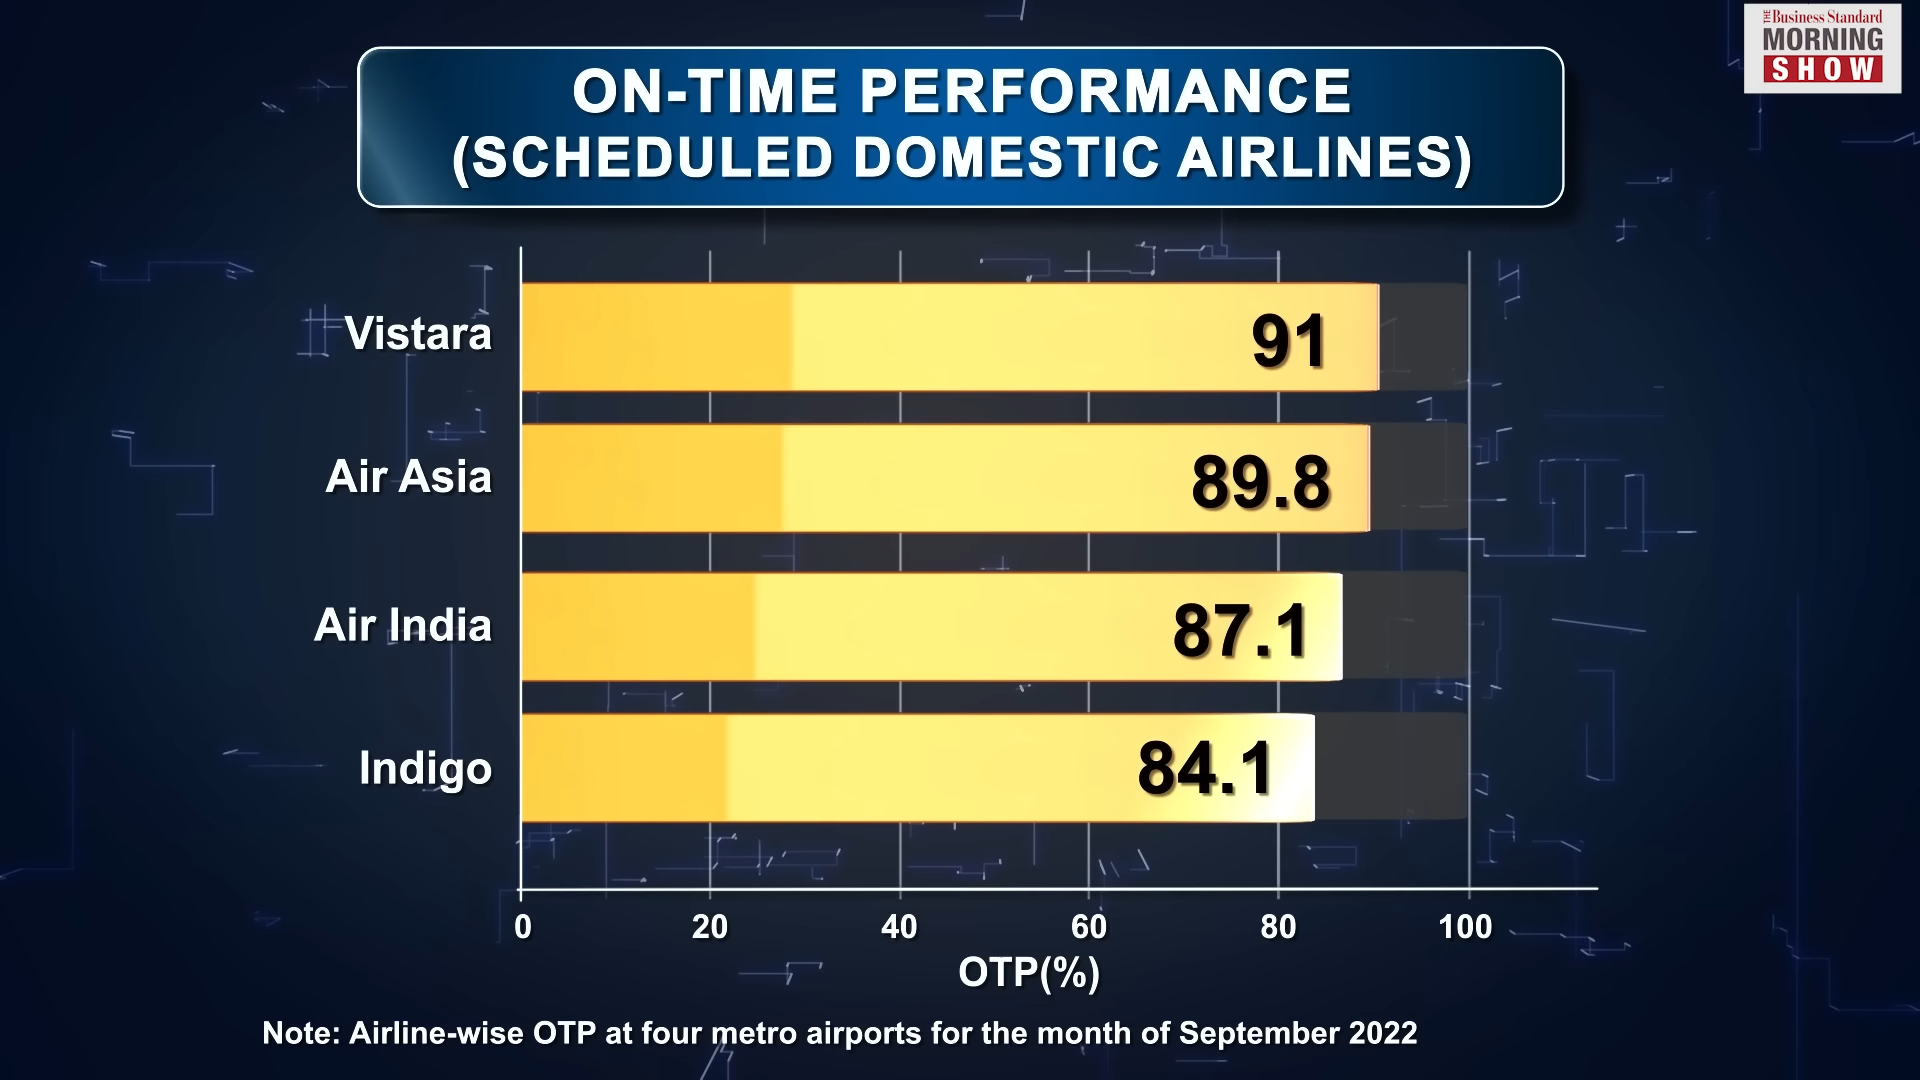 THE Business Standard
MORNING
SHOW
ON-TIME PERFORMANCE
(SCHEDULED DOMESTIC AIRLINES)
Vistara 91
Air Asia 89.8
Air India 87.1
Indigo 84.1
0 20 40 60 80 100
OTP(%)
Note: Airline-wise OTP at four metro airports for the month of September 2022